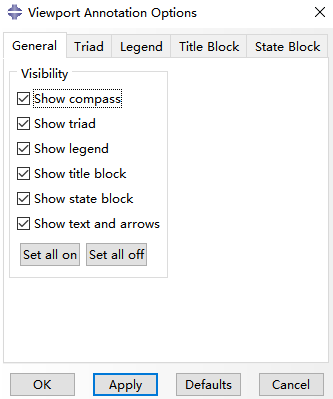 Viewport Annotation Options
General Triad Legend Title Block State Block
Visibility
Show compass
Show triad
Show legend
Show title block
Show state block
Show text and arrows
Set all on Set all off
OK Apply Defaults Cancel